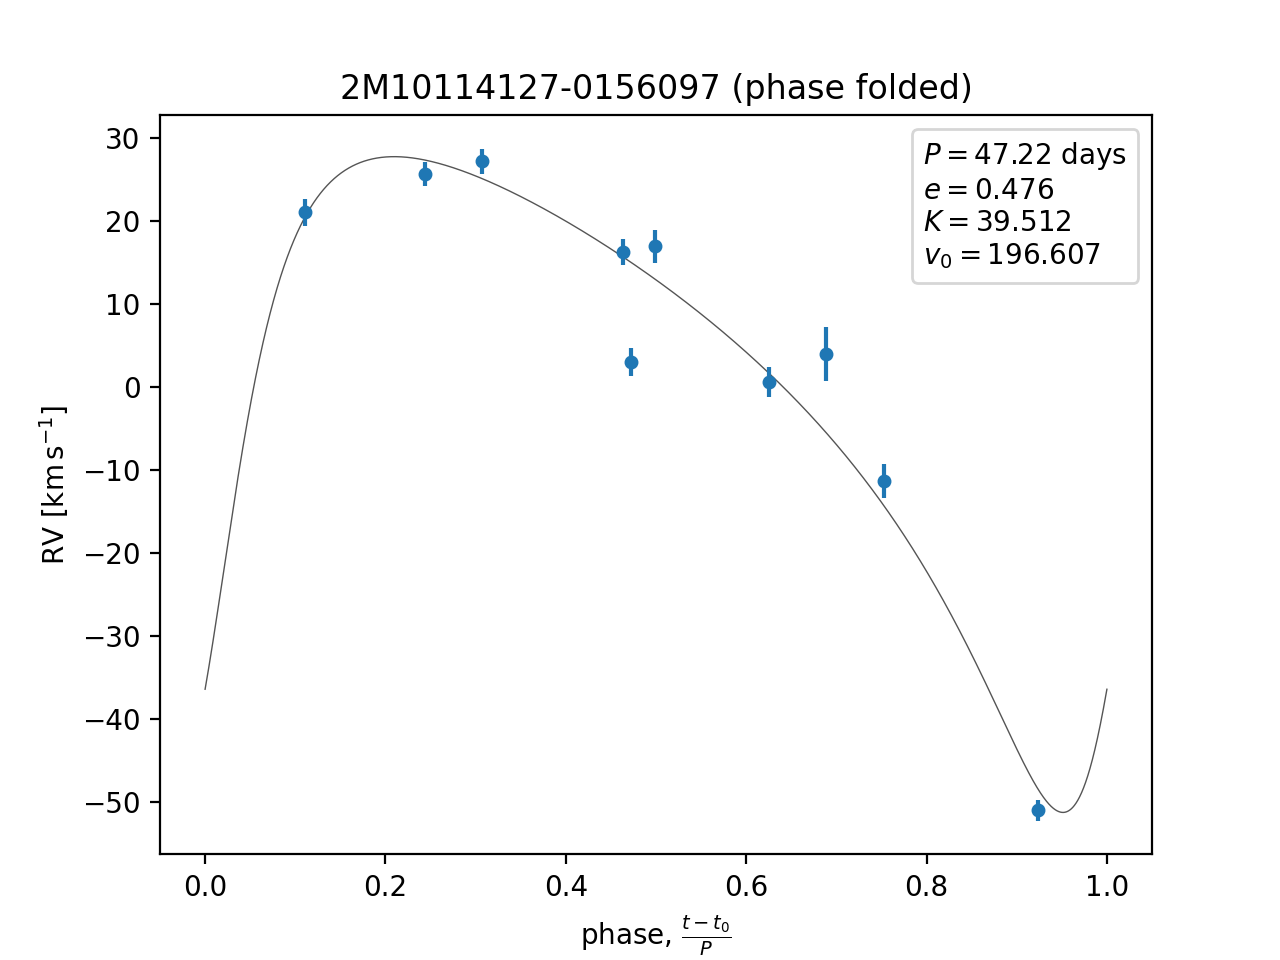 2M10114127-0156097 (phase folded)
P = 47.22 days
e = 0.476
K = 39.512
v₀ = 196.607
30
20
10
0
−10
−20
−30
−40
−50
RV [km s⁻¹]
0.0 0.2 0.4 0.6 0.8 1.0
phase, (t − t₀)/P